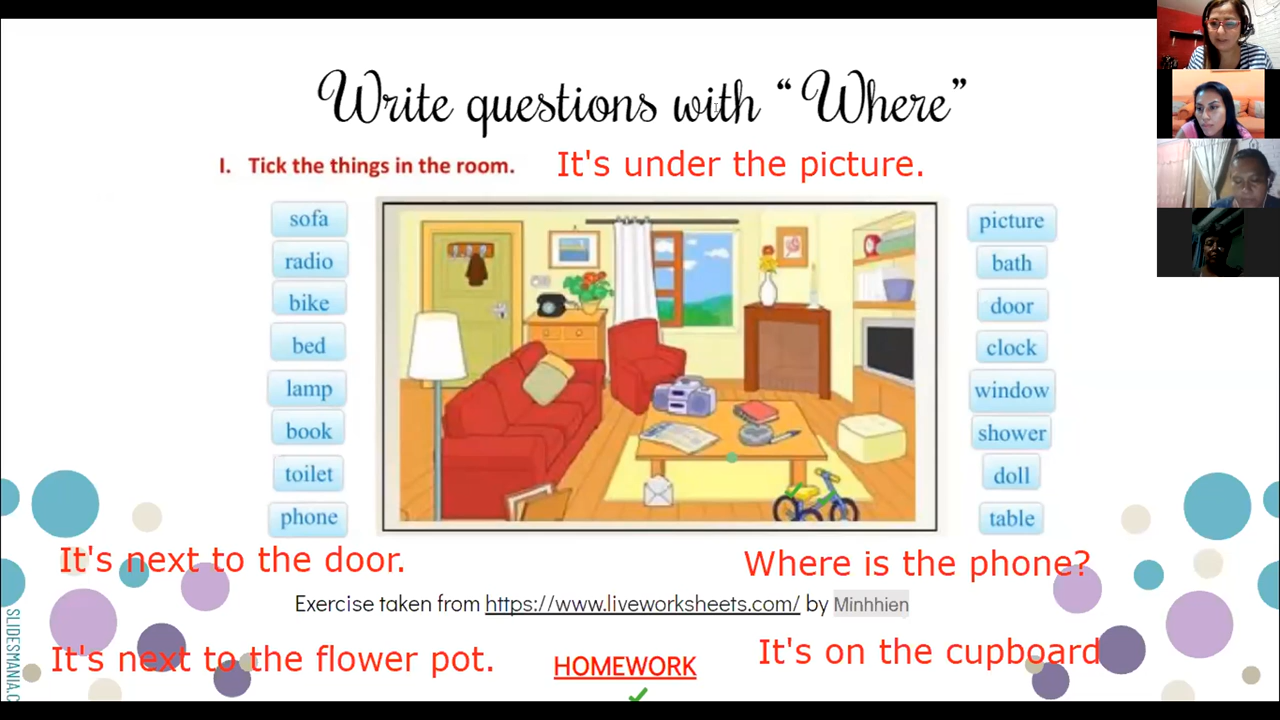 Write questions with “Where”
I. Tick the things in the room.
It's under the picture.
sofa
radio
bike
bed
lamp
book
toilet
phone
picture
bath
door
clock
window
shower
doll
table
It's next to the door.
Where is the phone?
Exercise taken from https://www.liveworksheets.com/ by Minhhien
It's next to the flower pot.
HOMEWORK
It's on the cupboard
SLIDESMANIA.C